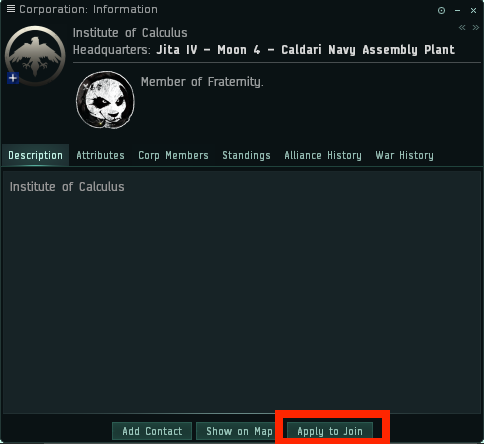 Corporation: Information
Institute of Calculus
Headquarters: Jita IV - Moon 4 - Caldari Navy Assembly Plant
Member of Fraternity.
Description Attributes Corp Members Standings Alliance History War History
Institute of Calculus
Add Contact Show on Map Apply to Join